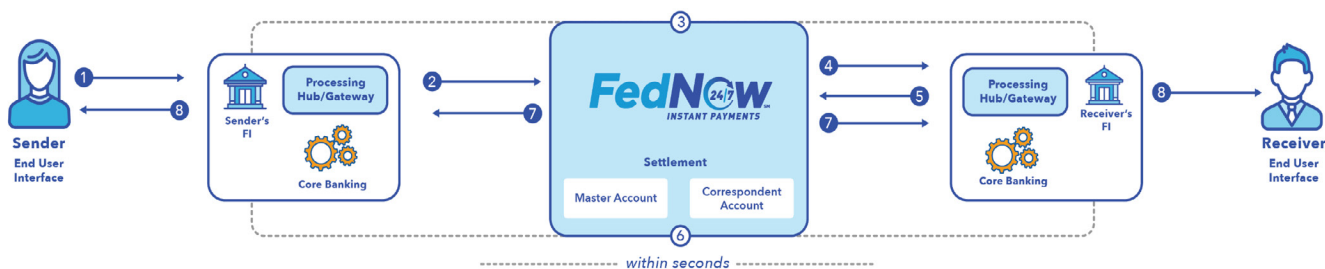 3
1
8
Sender
End User
Interface
Sender's
FI
Processing
Hub/Gateway
Core Banking
2
7
FedNow
24/7
SM
INSTANT PAYMENTS
Settlement
Master Account
Correspondent
Account
6
4
5
7
Processing
Hub/Gateway
Receiver's
FI
Core Banking
8
Receiver
End User
Interface
within seconds